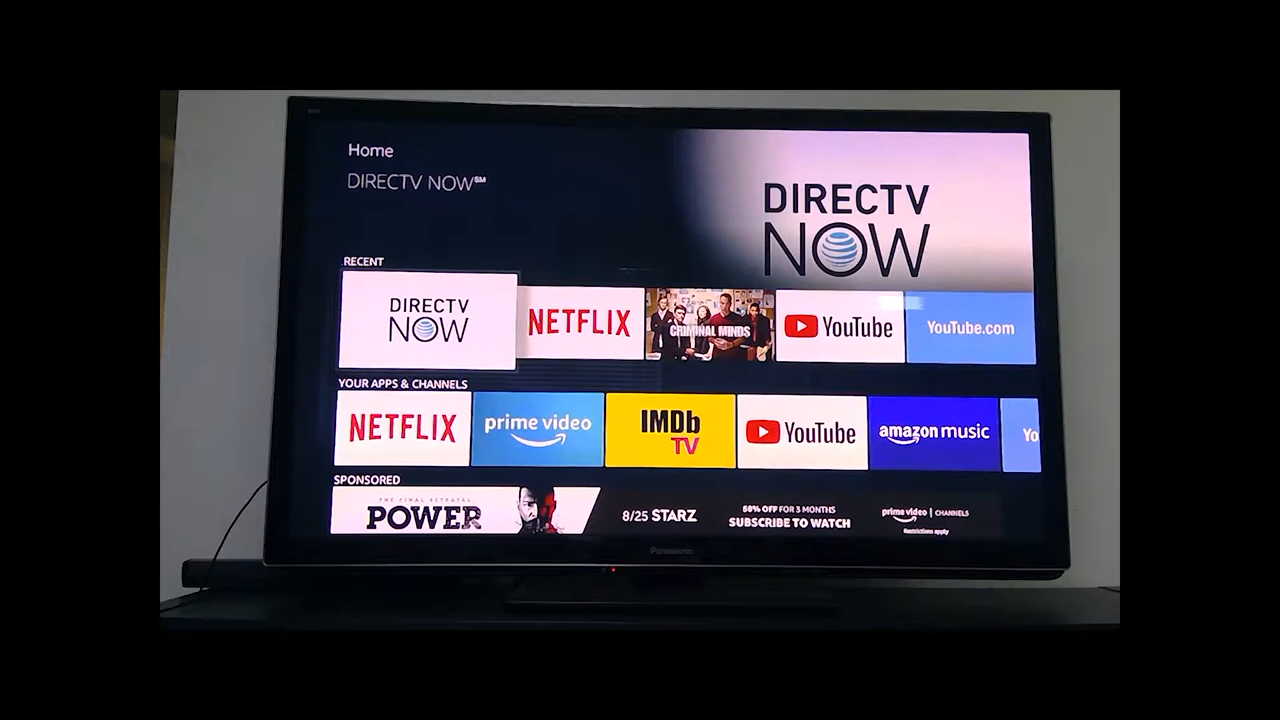 Home
DIRECTV NOW℠
DIRECTV
NOW
RECENT
DIRECTV
NOW
NETFLIX
CRIMINAL MINDS
YouTube
YouTube.com
YOUR APPS & CHANNELS
NETFLIX
prime video
IMDb
TV
YouTube
amazon music
Yo
SPONSORED
THE FINAL BETRAYAL
POWER
8/25 STARZ
50% OFF FOR 3 MONTHS
SUBSCRIBE TO WATCH
prime video | CHANNELS
Restrictions apply
Panasonic